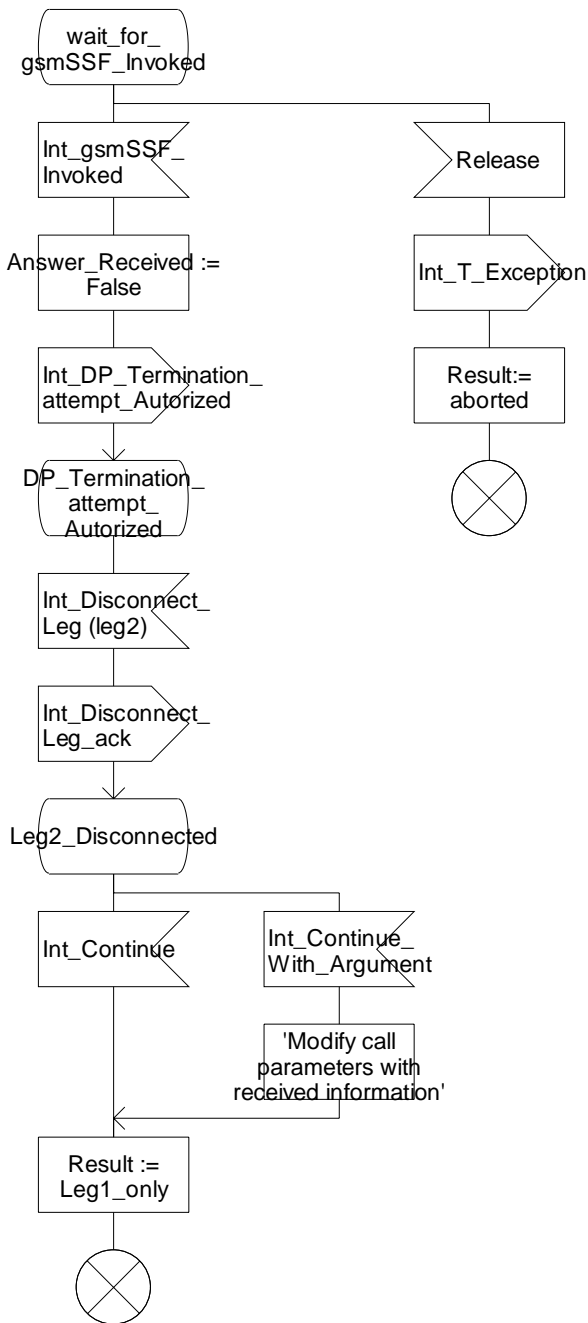 wait_for_
gsmSSF_Invoked
Int_gsmSSF_
Invoked
Release
Answer_Received :=
False
Int_T_Exception
Int_DP_Termination_
attempt_Autorized
Result:=
aborted
DP_Termination_
attempt_
Autorized
Int_Disconnect_
Leg (leg2)
Int_Disconnect_
Leg_ack
Leg2_Disconnected
Int_Continue
Int_Continue_
With_Argument
'Modify call
parameters with
received information'
Result :=
Leg1_only